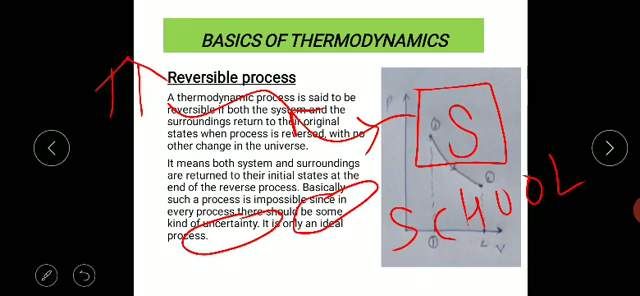 BASICS OF THERMODYNAMICS
Reversible process
A thermodynamic process is said to be
reversible if both the system and the
surroundings return to their original
states when process is reversed, with no
other change in the universe.
It means both system and surroundings
are returned to their initial states at the
end of the reverse process. Basically
such a process is impossible since in
every process there should be some
kind of uncertainty. It is only an ideal
process.
P
S
SCHOOL
V